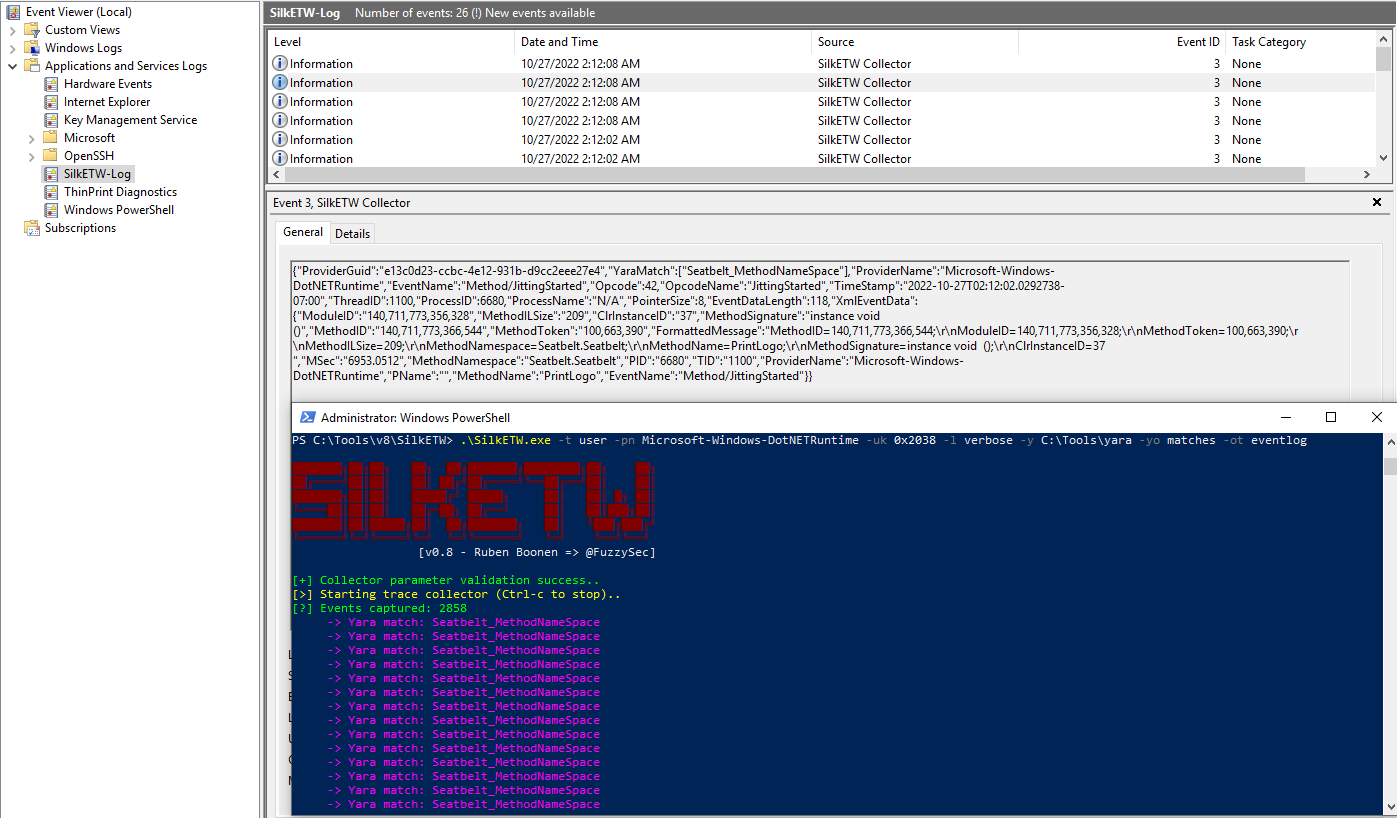 Event Viewer (Local)
Custom Views
Windows Logs
Applications and Services Logs
Hardware Events
Internet Explorer
Key Management Service
Microsoft
OpenSSH
SilkETW-Log
ThinPrint Diagnostics
Windows PowerShell
Subscriptions
SilkETW-Log Number of events: 26 (!) New events available
Level Date and Time Source Event ID Task Category
Information 10/27/2022 2:12:08 AM SilkETW Collector 3 None
Information 10/27/2022 2:12:08 AM SilkETW Collector 3 None
Information 10/27/2022 2:12:08 AM SilkETW Collector 3 None
Information 10/27/2022 2:12:08 AM SilkETW Collector 3 None
Information 10/27/2022 2:12:02 AM SilkETW Collector 3 None
Information 10/27/2022 2:12:02 AM SilkETW Collector 3 None
Event 3, SilkETW Collector
General Details
{"ProviderGuid":"e13c0d23-ccbc-4e12-931b-d9cc2eee27e4","YaraMatch":["Seatbelt_MethodNameSpace"],"ProviderName":"Microsoft-Windows-
DotNETRuntime","EventName":"Method/JittingStarted","Opcode":42,"OpcodeName":"JittingStarted","TimeStamp":"2022-10-27T02:12:02.0292738-
07:00","ThreadID":1100,"ProcessID":6680,"ProcessName":"N/A","PointerSize":8,"EventDataLength":118,"XmlEventData":
{"ModuleID":"140,711,773,356,328","MethodILSize":"209","ClrInstanceID":"37","MethodSignature":"instance void
()","MethodID":"140,711,773,366,544","MethodToken":"100,663,390","FormattedMessage":"MethodID=140,711,773,366,544;\r\nModuleID=140,711,773,356,328;\r\nMethodToken=100,663,390;\r
\nMethodILSize=209;\r\nMethodNamespace=Seatbelt.Seatbelt;\r\nMethodName=PrintLogo;\r\nMethodSignature=instance void ();\r\nClrInstanceID=37
","MSec":"6953.0512","MethodNamespace":"Seatbelt.Seatbelt","PID":"6680","TID":"1100","ProviderName":"Microsoft-Windows-
DotNETRuntime","PName":"","MethodName":"PrintLogo","EventName":"Method/JittingStarted"}}
Administrator: Windows PowerShell
PS C:\Tools\v8\SilkETW> .\SilkETW.exe -t user -pn Microsoft-Windows-DotNETRuntime -uk 0x2038 -l verbose -y C:\Tools\yara -yo matches -ot eventlog
SILKETW
[v0.8 - Ruben Boonen => @FuzzySec]
[+] Collector parameter validation success..
[>] Starting trace collector (Ctrl-c to stop)..
[?] Events captured: 2858
-> Yara match: Seatbelt_MethodNameSpace
-> Yara match: Seatbelt_MethodNameSpace
-> Yara match: Seatbelt_MethodNameSpace
-> Yara match: Seatbelt_MethodNameSpace
-> Yara match: Seatbelt_MethodNameSpace
-> Yara match: Seatbelt_MethodNameSpace
-> Yara match: Seatbelt_MethodNameSpace
-> Yara match: Seatbelt_MethodNameSpace
-> Yara match: Seatbelt_MethodNameSpace
-> Yara match: Seatbelt_MethodNameSpace
-> Yara match: Seatbelt_MethodNameSpace
-> Yara match: Seatbelt_MethodNameSpace
-> Yara match: Seatbelt_MethodNameSpace
-> Yara match: Seatbelt_MethodNameSpace